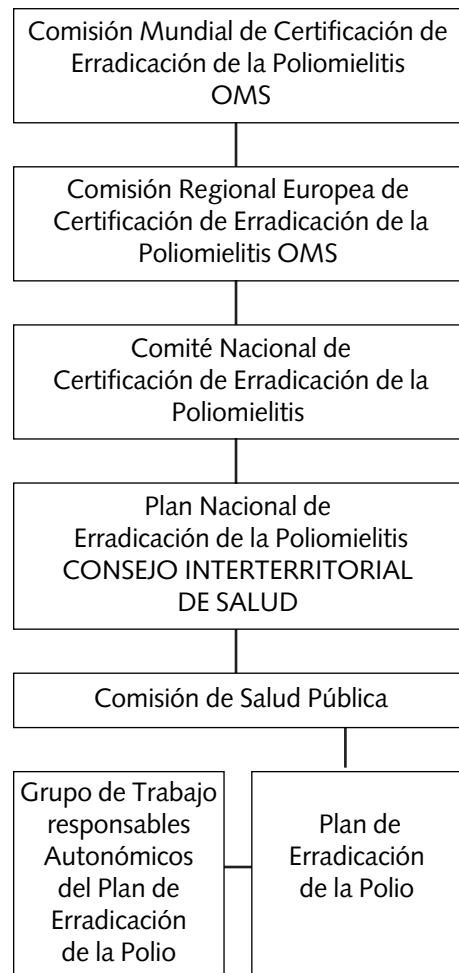 Comisión Mundial de Certificación de
Erradicación de la Poliomielitis
OMS
Comisión Regional Europea de
Certificación de Erradicación de la
Poliomielitis OMS
Comité Nacional de
Certificación de Erradicación de la
Poliomielitis
Plan Nacional de
Erradicación de la Poliomielitis
CONSEJO INTERTERRITORIAL
DE SALUD
Comisión de Salud Pública
Grupo de Trabajo
responsables
Autonómicos
del Plan de
Erradicación
de la Polio
Plan de
Erradicación
de la Polio